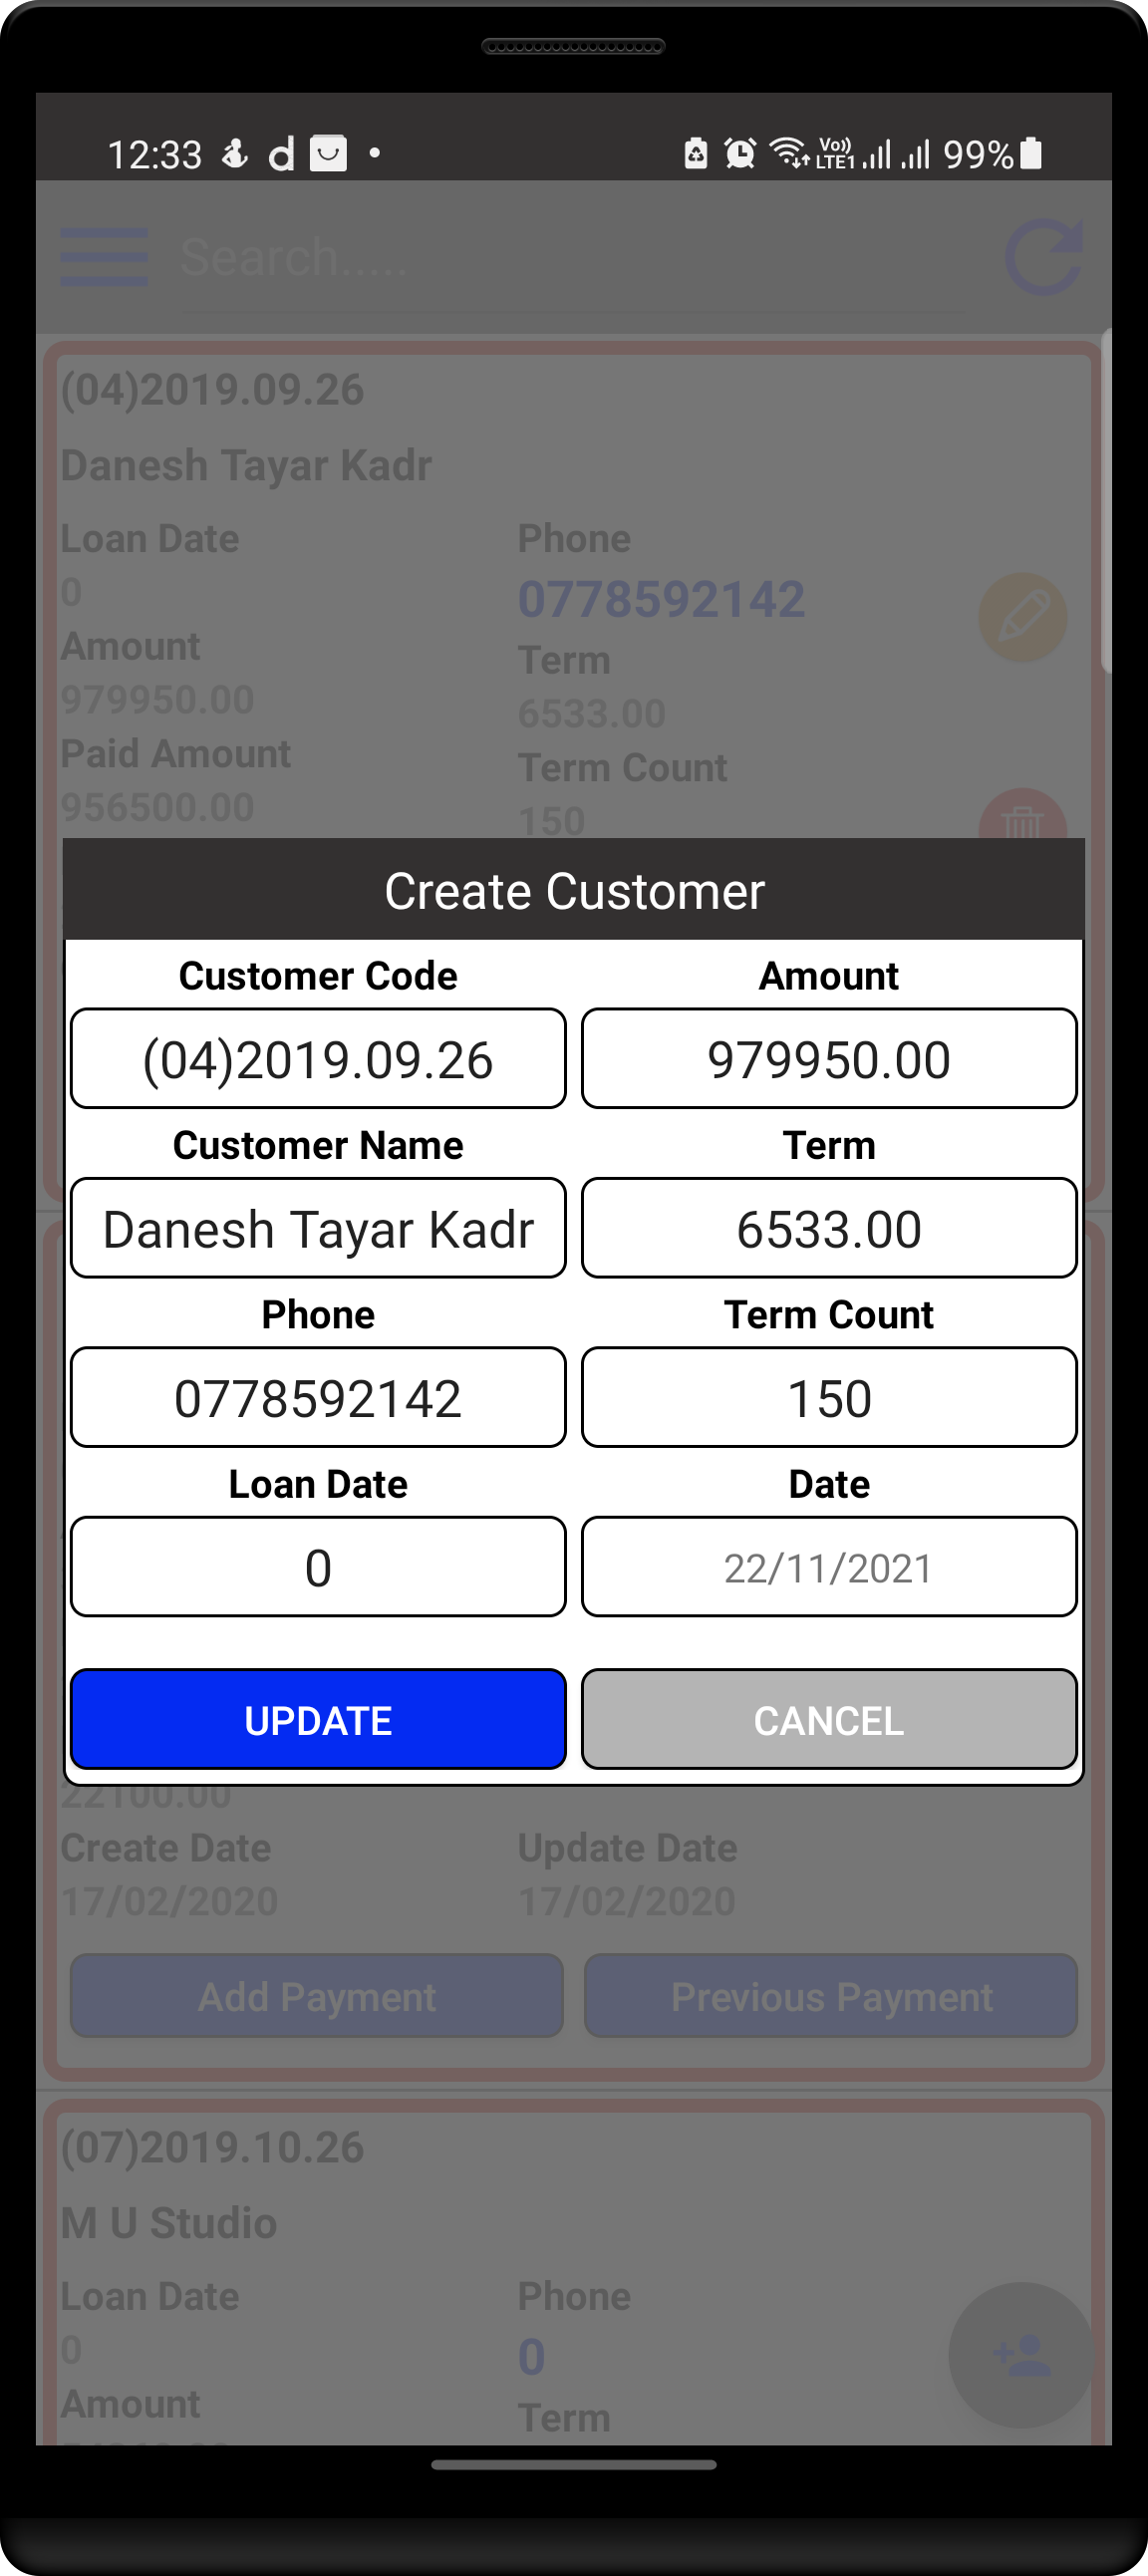 12:33 d Vo)) LTE1 99%
Search.....
(04)2019.09.26
Danesh Tayar Kadr
Loan Date Phone
0 0778592142
Amount Term
979950.00 6533.00
Paid Amount Term Count
956500.00 150
Create Customer
Customer Code Amount
(04)2019.09.26 979950.00
Customer Name Term
Danesh Tayar Kadr 6533.00
Phone Term Count
0778592142 150
Loan Date Date
0 22/11/2021
UPDATE CANCEL
22100.00
Create Date Update Date
17/02/2020 17/02/2020
Add Payment Previous Payment
(07)2019.10.26
M U Studio
Loan Date Phone
0 0
Amount Term